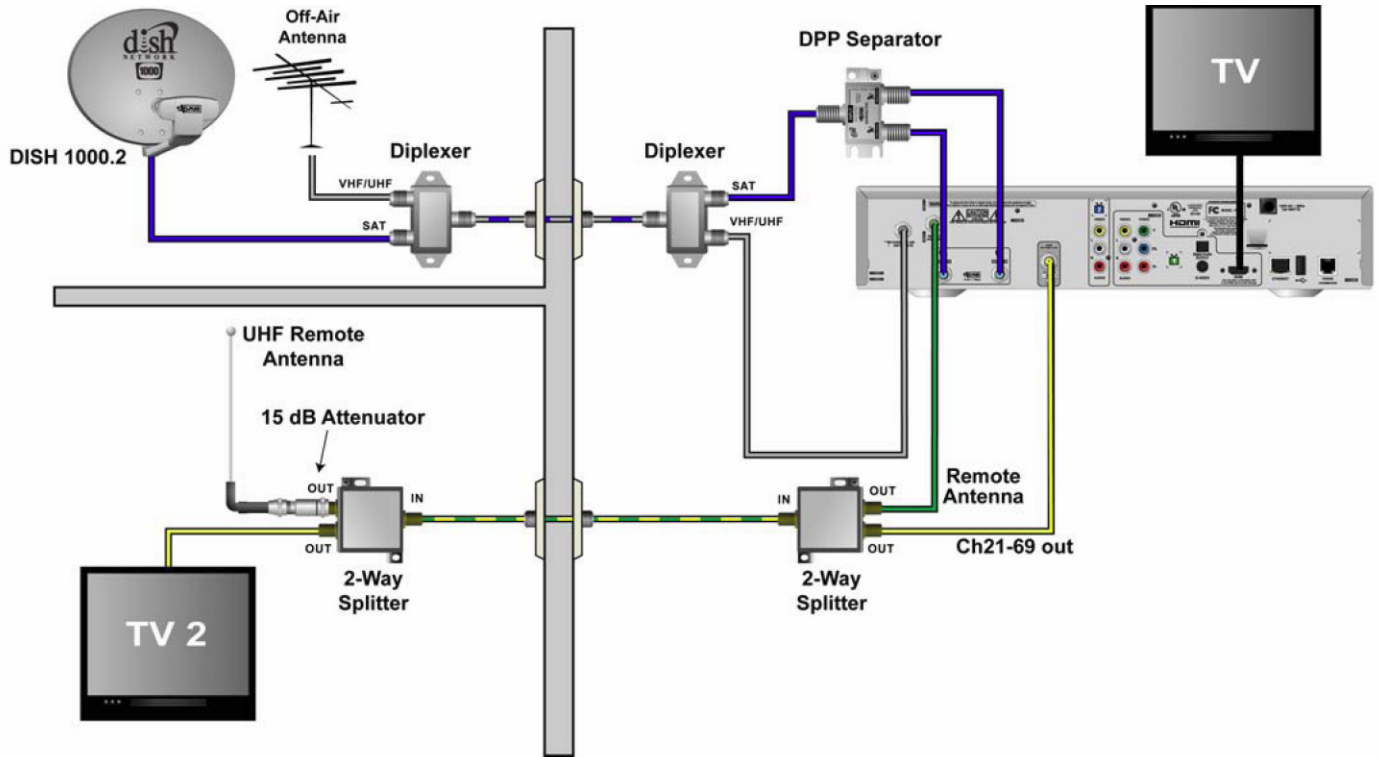 dish
NETWORK
1000
DISH 1000.2
Off-Air
Antenna
VHF/UHF
SAT
Diplexer
Diplexer
SAT
VHF/UHF
DPP Separator
TV
CAUTION
FC
HDMI
UHF Remote
Antenna
15 dB Attenuator
OUT
OUT
IN
2-Way
Splitter
TV 2
IN
OUT
OUT
2-Way
Splitter
Remote
Antenna
Ch21-69 out